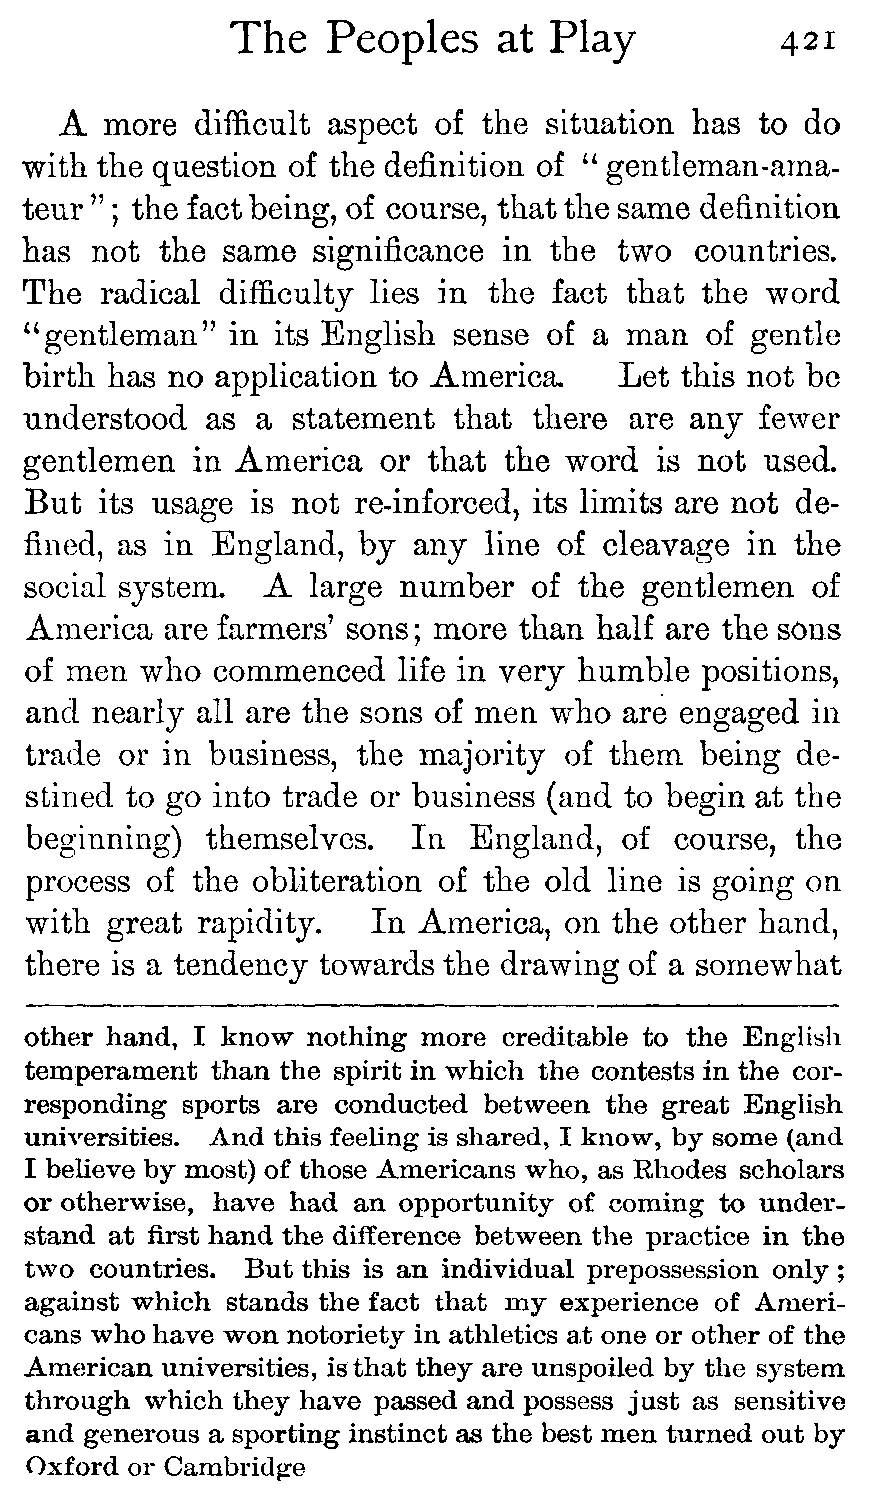 The Peoples at Play 421
A more difficult aspect of the situation has to do
with the question of the definition of “gentleman-ama-
teur”; the fact being, of course, that the same definition
has not the same significance in the two countries.
The radical difficulty lies in the fact that the word
“gentleman” in its English sense of a man of gentle
birth has no application to America. Let this not be
understood as a statement that there are any fewer
gentlemen in America or that the word is not used.
But its usage is not re-inforced, its limits are not de-
fined, as in England, by any line of cleavage in the
social system. A large number of the gentlemen of
America are farmers’ sons; more than half are the sons
of men who commenced life in very humble positions,
and nearly all are the sons of men who are engaged in
trade or in business, the majority of them being de-
stined to go into trade or business (and to begin at the
beginning) themselves. In England, of course, the
process of the obliteration of the old line is going on
with great rapidity. In America, on the other hand,
there is a tendency towards the drawing of a somewhat
other hand, I know nothing more creditable to the English
temperament than the spirit in which the contests in the cor-
responding sports are conducted between the great English
universities. And this feeling is shared, I know, by some (and
I believe by most) of those Americans who, as Rhodes scholars
or otherwise, have had an opportunity of coming to under-
stand at first hand the difference between the practice in the
two countries. But this is an individual prepossession only;
against which stands the fact that my experience of Ameri-
cans who have won notoriety in athletics at one or other of the
American universities, is that they are unspoiled by the system
through which they have passed and possess just as sensitive
and generous a sporting instinct as the best men turned out by
Oxford or Cambridge